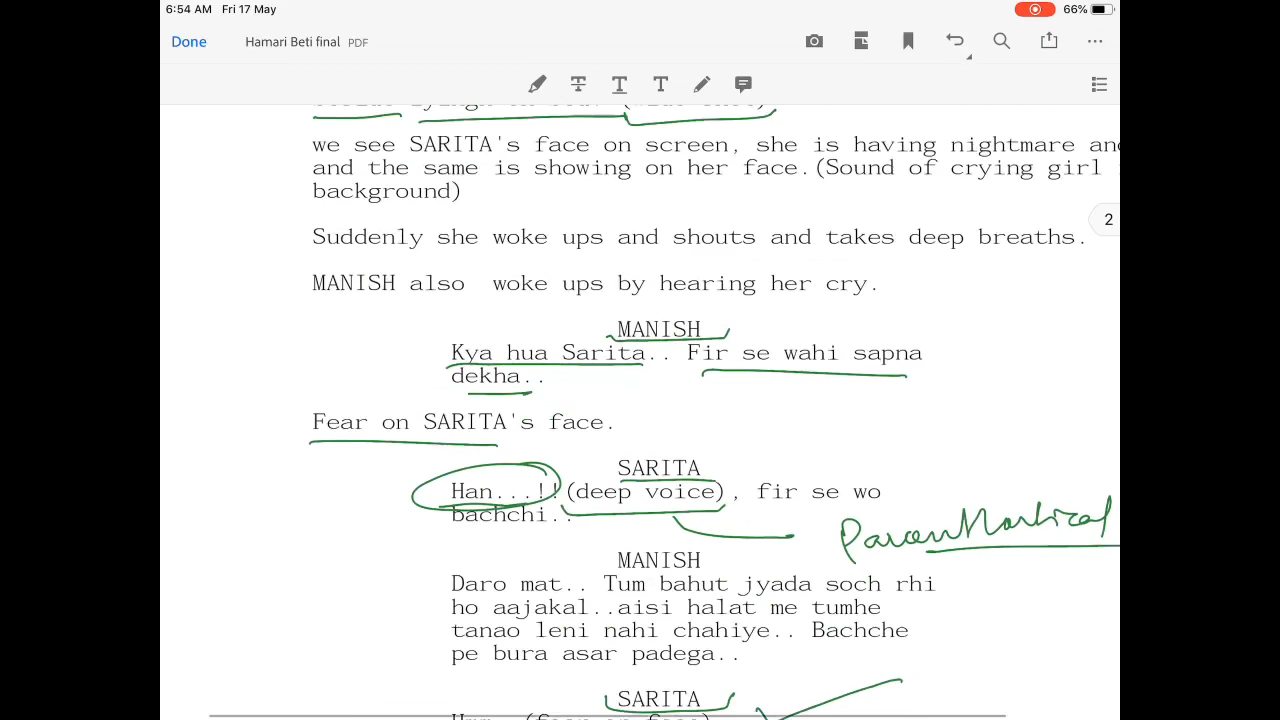 6:54 AM Fri 17 May 66%
Done Hamari Beti final PDF
we see SARITA's face on screen, she is having nightmare and
and the same is showing on her face.(Sound of crying girl
background)
2
Suddenly she woke ups and shouts and takes deep breaths.
MANISH also woke ups by hearing her cry.
MANISH
Kya hua Sarita.. Fir se wahi sapna
dekha..
Fear on SARITA's face.
SARITA
Han...!!(deep voice), fir se wo
bachchi..
MANISH
Daro mat.. Tum bahut jyada soch rhi
ho aajakal..aisi halat me tumhe
tanao leni nahi chahiye.. Bachche
pe bura asar padega..
SARITA